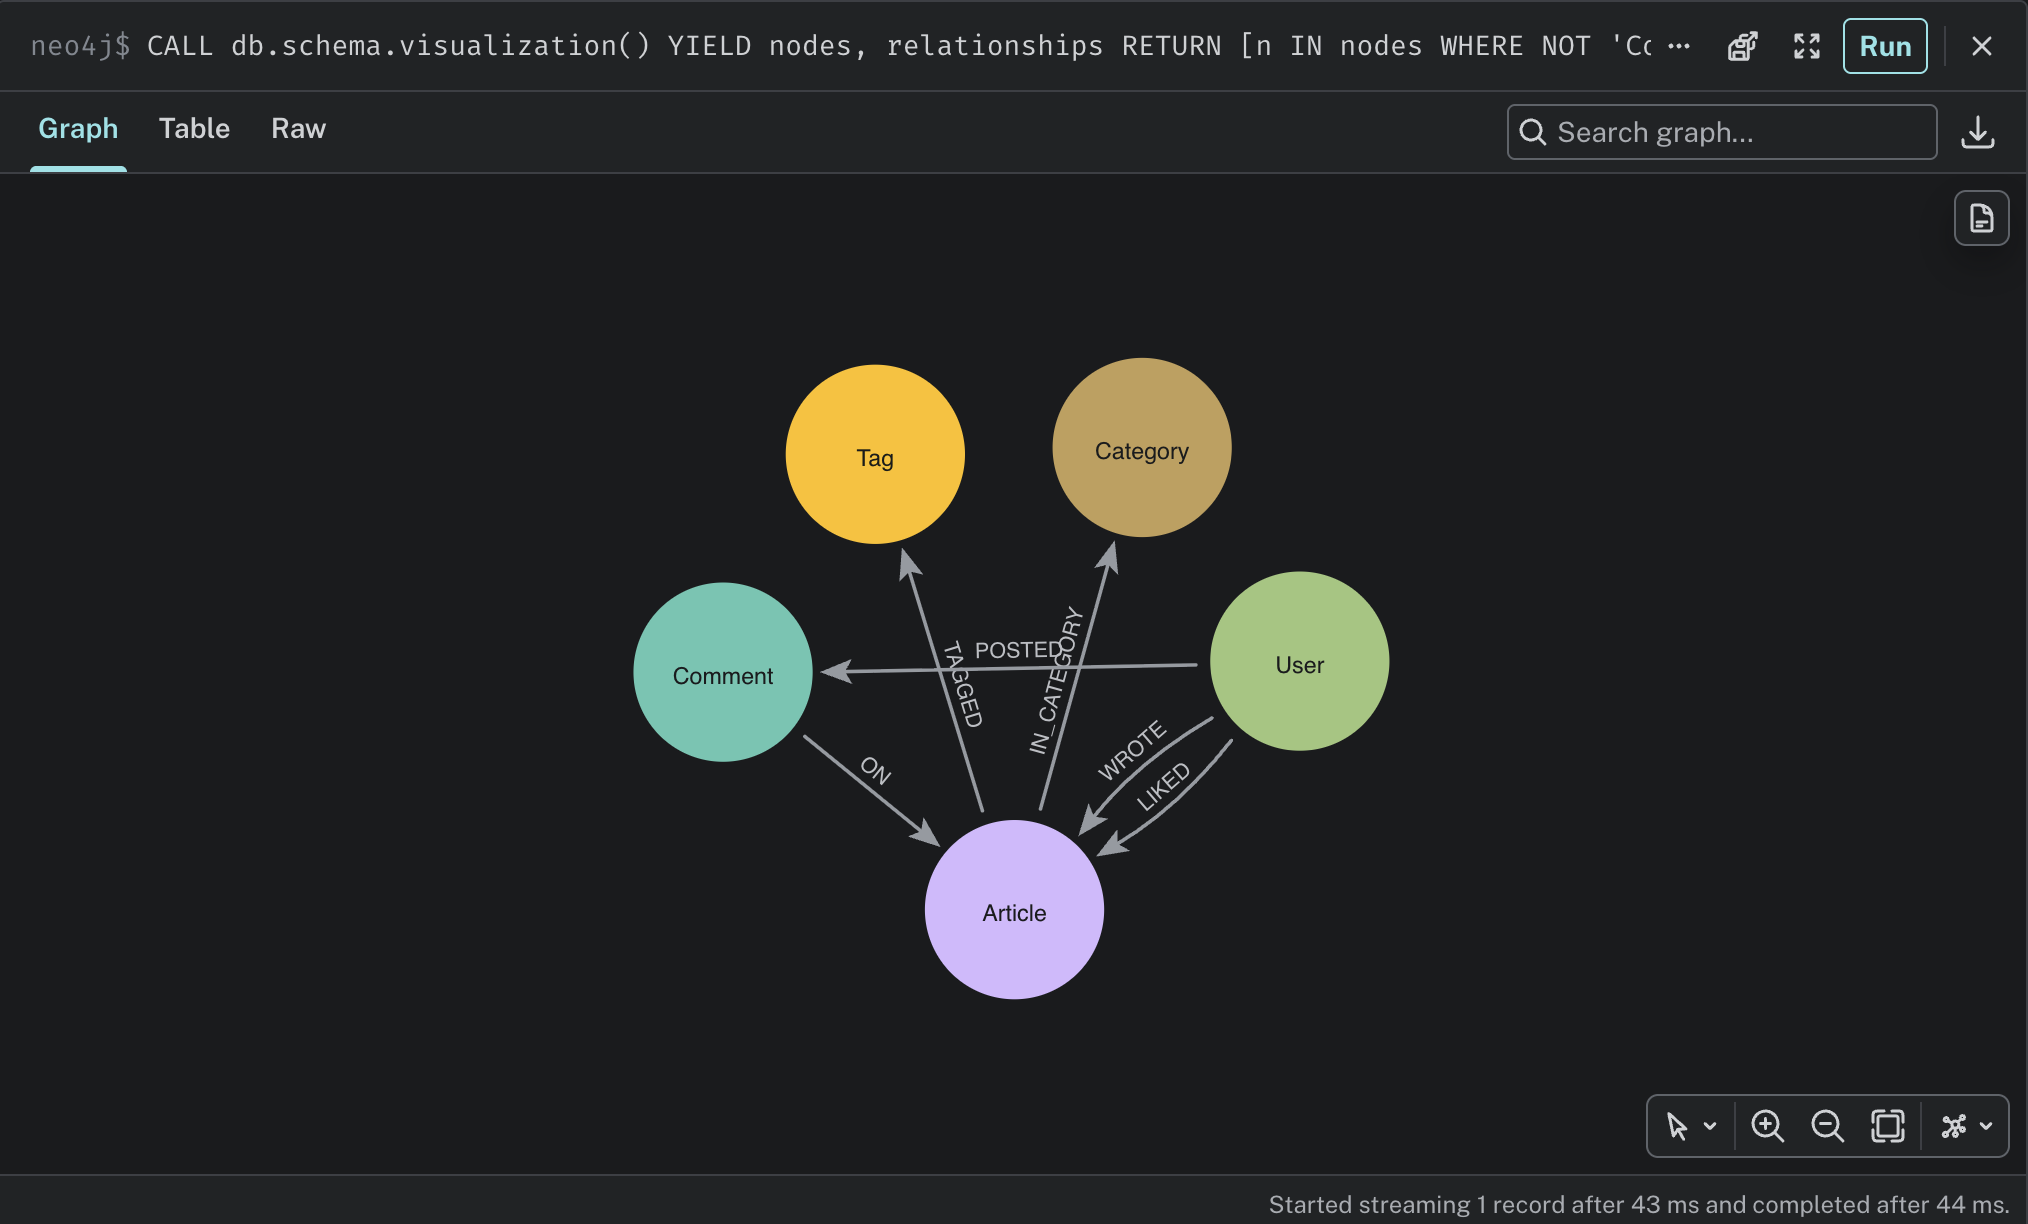 neo4j$ CALL db.schema.visualization() YIELD nodes, relationships RETURN [n IN nodes WHERE NOT 'Co ···
Run
Graph Table Raw
Search graph...
Tag
Category
Comment
User
POSTED
TAGGED
IN_CATEGORY
WROTE
LIKED
ON
Article
Started streaming 1 record after 43 ms and completed after 44 ms.